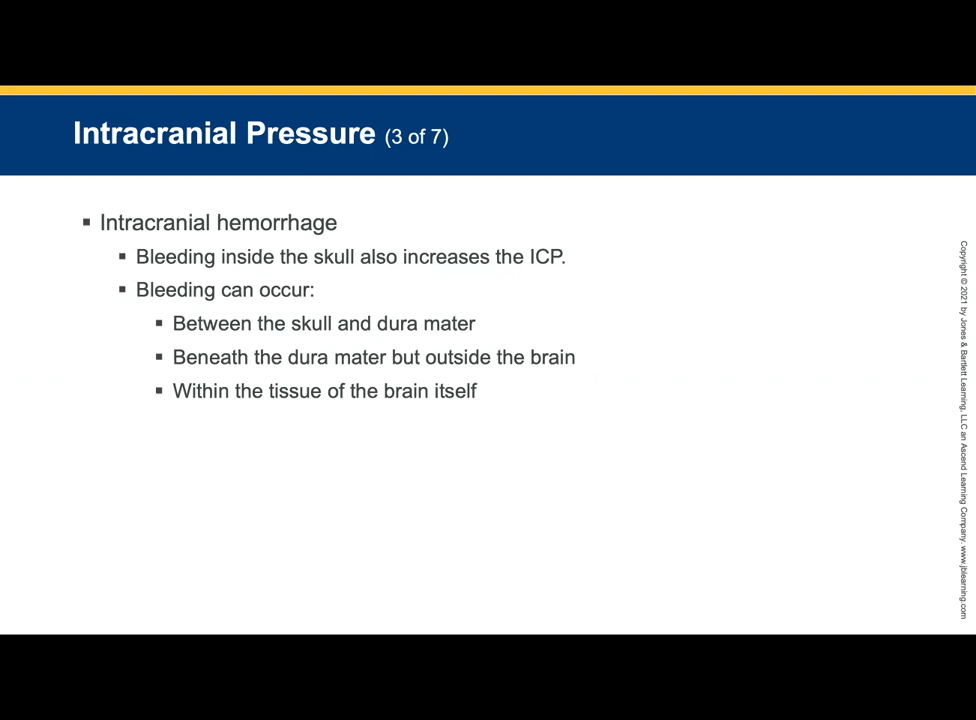 Intracranial Pressure (3 of 7)
▪ Intracranial hemorrhage
▪ Bleeding inside the skull also increases the ICP.
▪ Bleeding can occur:
▪ Between the skull and dura mater
▪ Beneath the dura mater but outside the brain
▪ Within the tissue of the brain itself
Copyright © 2021 by Jones & Bartlett Learning, LLC an Ascend Learning Company. www.jblearning.com